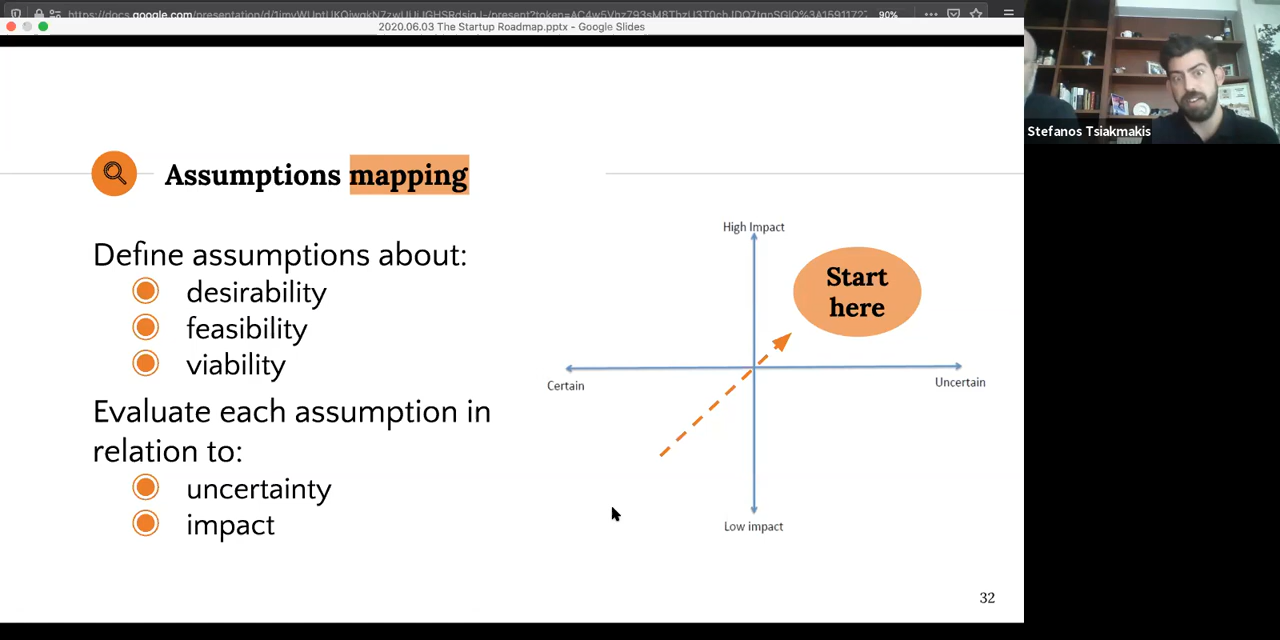 90%
2020.06.03 The Startup Roadmap.pptx - Google Slides
Stefanos Tsiakmakis
Assumptions mapping
Define assumptions about:
desirability
feasibility
viability
Evaluate each assumption in
relation to:
uncertainty
impact
High Impact
Start
here
Certain
Uncertain
Low impact
32